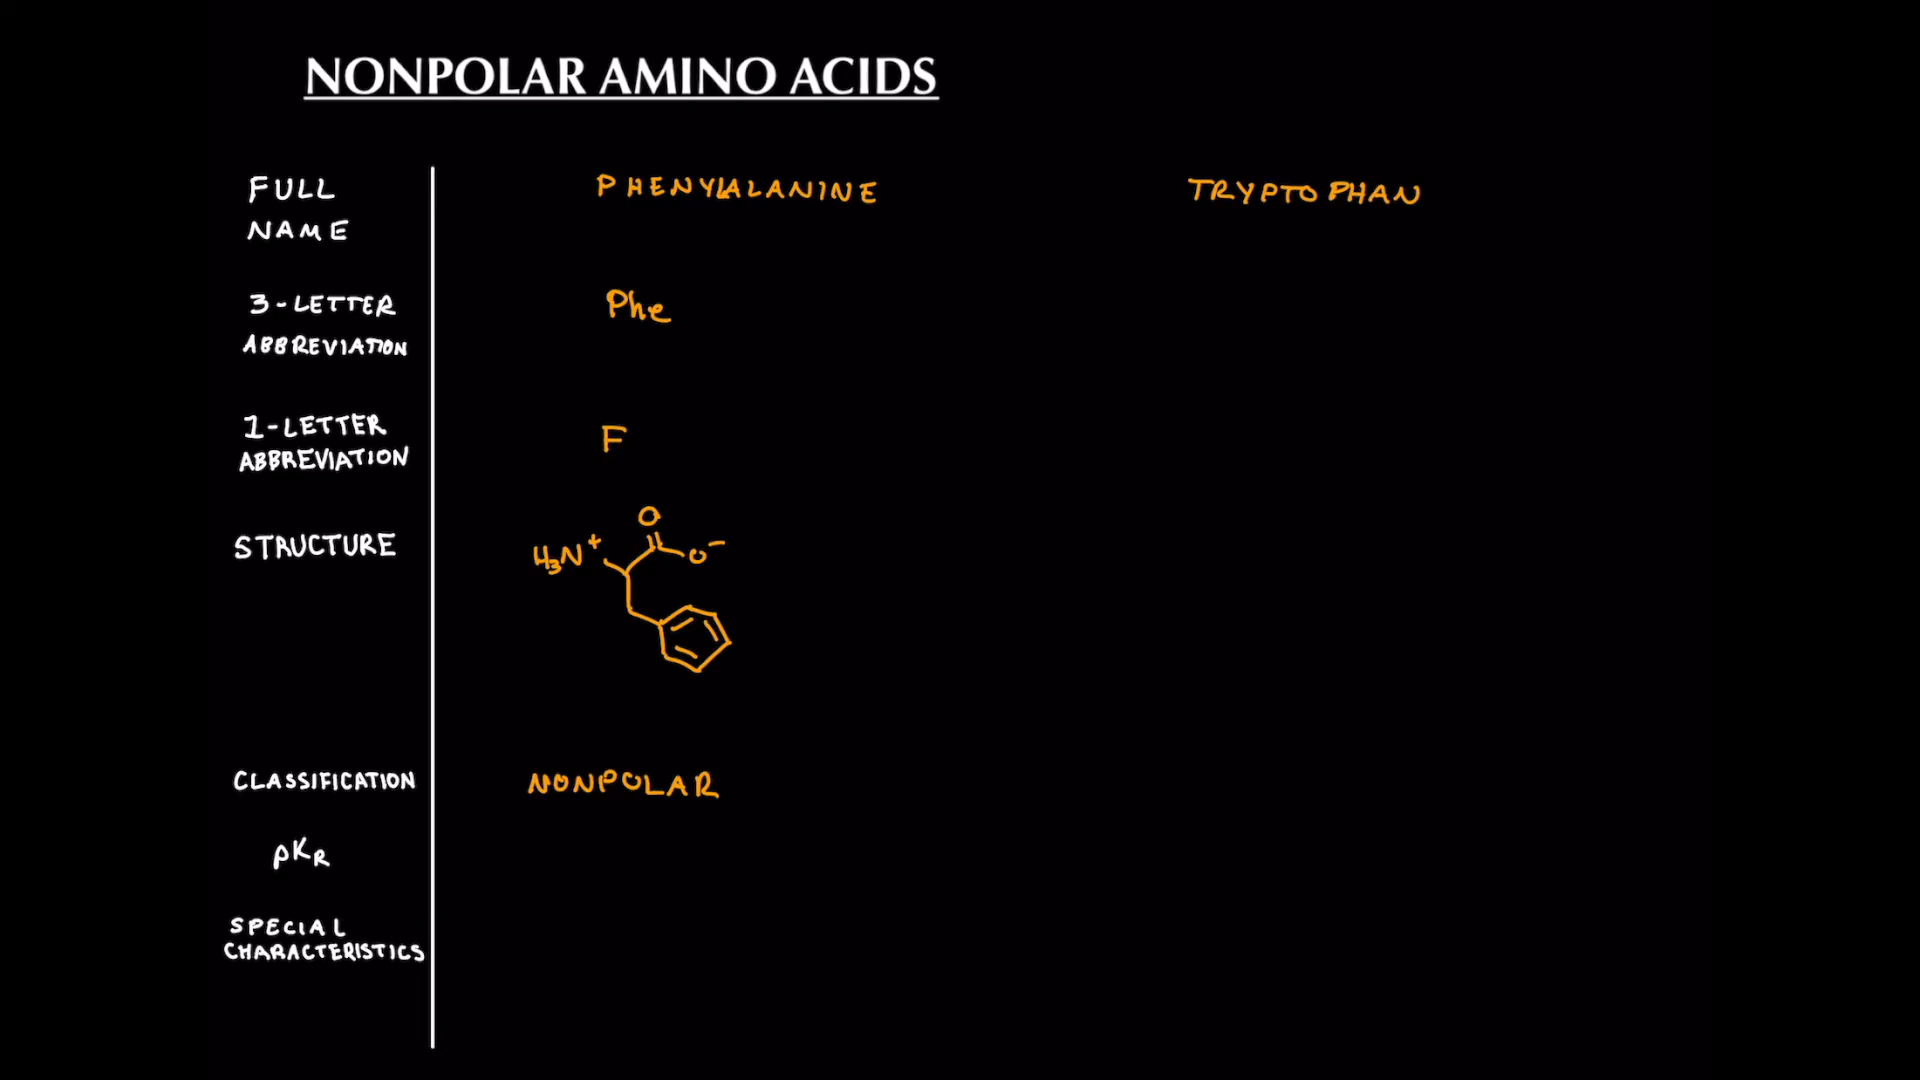 NONPOLAR AMINO ACIDS
FULL NAME
PHENYLALANINE
TRYPTOPHAN
3-LETTER ABBREVIATION
Phe
1-LETTER ABBREVIATION
F
STRUCTURE
O
H3N+
O−
CLASSIFICATION
NONPOLAR
pKR
SPECIAL CHARACTERISTICS